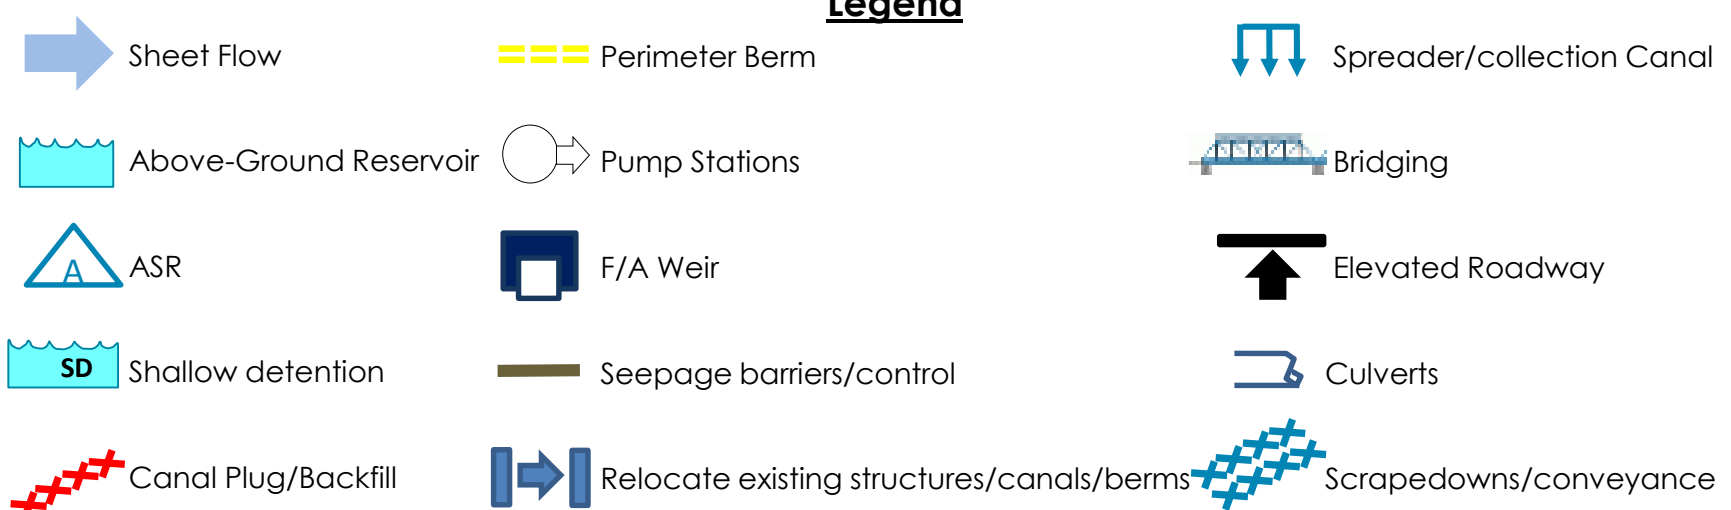 Legend
Sheet Flow
Perimeter Berm
Spreader/collection Canal
Above-Ground Reservoir
Pump Stations
Bridging
A
ASR
F/A Weir
Elevated Roadway
SD
Shallow detention
Seepage barriers/control
Culverts
Canal Plug/Backfill
Relocate existing structures/canals/berms
Scrapedowns/conveyance